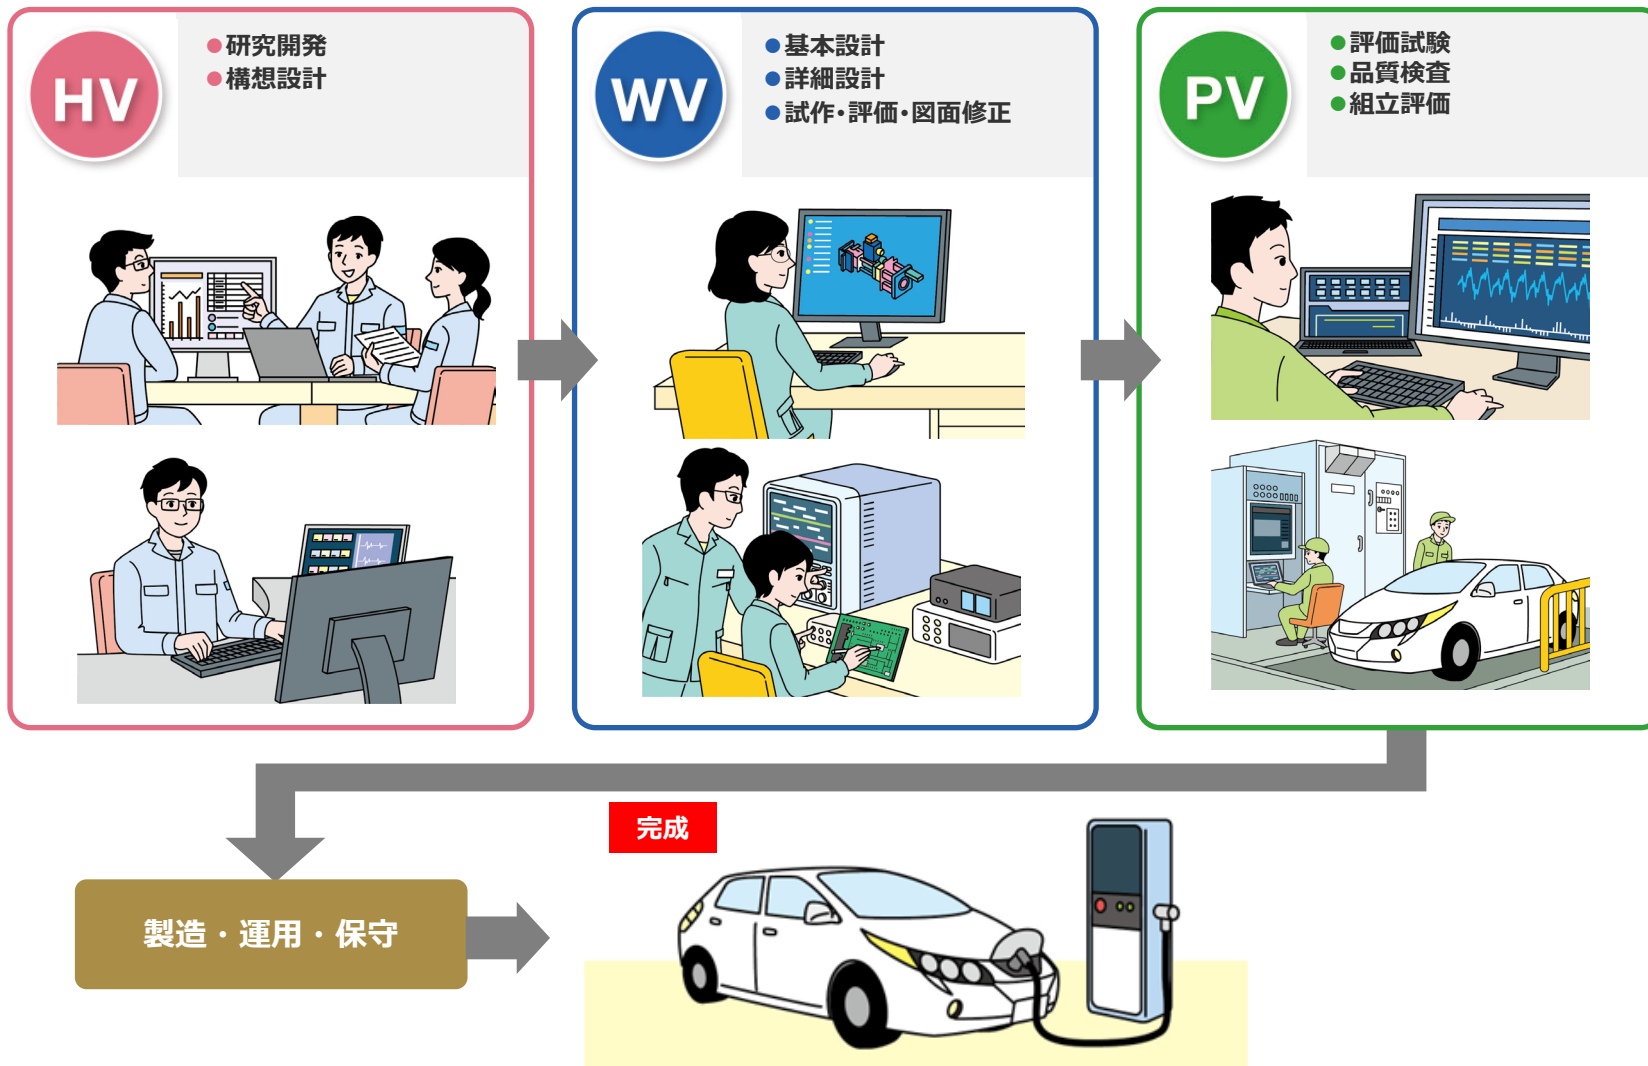 HV
●研究開発
●構想設計
WV
●基本設計
●詳細設計
●試作・評価・図面修正
PV
●評価試験
●品質検査
●組立評価
完成
製造・運用・保守